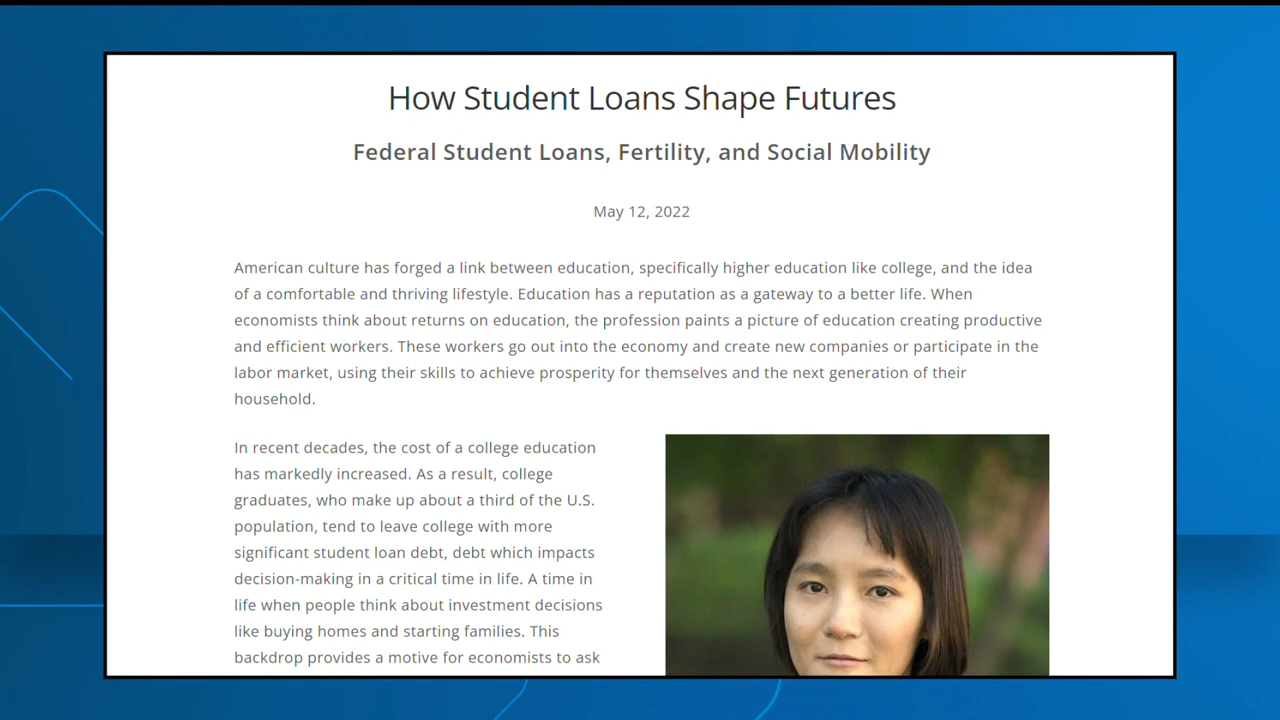 How Student Loans Shape Futures
Federal Student Loans, Fertility, and Social Mobility
May 12, 2022
American culture has forged a link between education, specifically higher education like college, and the idea
of a comfortable and thriving lifestyle. Education has a reputation as a gateway to a better life. When
economists think about returns on education, the profession paints a picture of education creating productive
and efficient workers. These workers go out into the economy and create new companies or participate in the
labor market, using their skills to achieve prosperity for themselves and the next generation of their
household.
In recent decades, the cost of a college education
has markedly increased. As a result, college
graduates, who make up about a third of the U.S.
population, tend to leave college with more
significant student loan debt, debt which impacts
decision-making in a critical time in life. A time in
life when people think about investment decisions
like buying homes and starting families. This
backdrop provides a motive for economists to ask